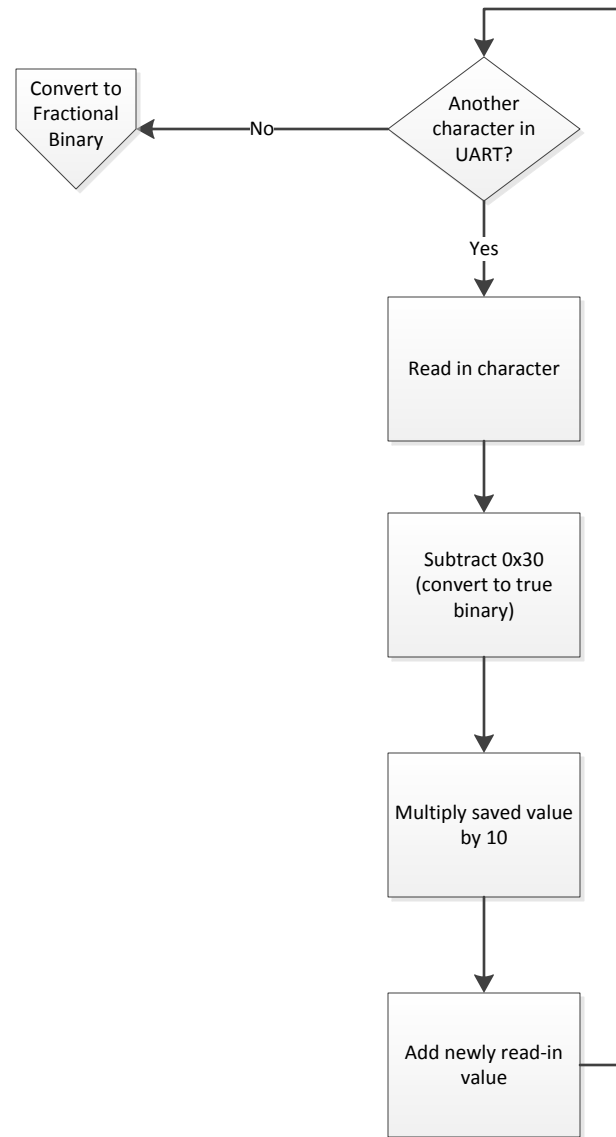 Convert to
Fractional
Binary
No
Another
character in
UART?
Yes
Read in character
Subtract 0x30
(convert to true
binary)
Multiply saved value
by 10
Add newly read-in
value